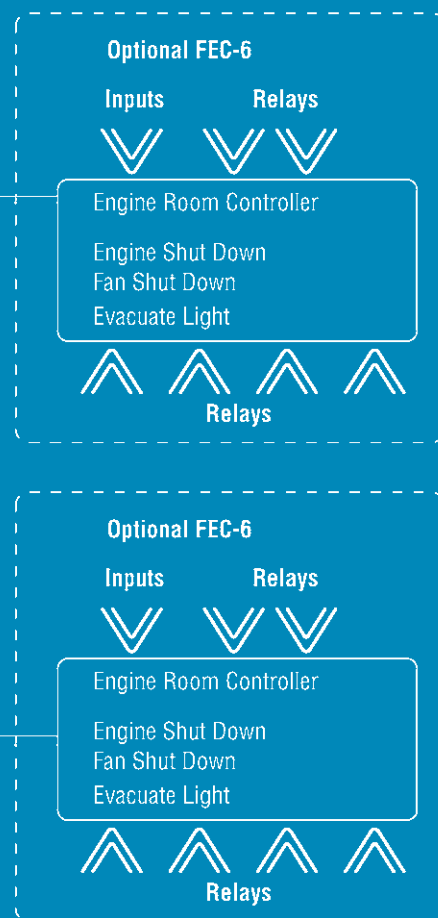 Optional FEC-6
Inputs Relays
Engine Room Controller
Engine Shut Down
Fan Shut Down
Evacuate Light
Relays
Optional FEC-6
Inputs Relays
Engine Room Controller
Engine Shut Down
Fan Shut Down
Evacuate Light
Relays